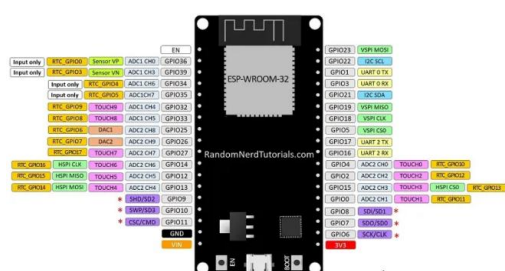 EN
GPIO23 VSPI MOSI
Input only RTC_GPIO0 Sensor VP ADC1 CH0 GPIO36
GPIO22 I2C SCL
Input only RTC_GPIO3 Sensor VN ADC1 CH3 GPIO39
GPIO1 UART 0 TX
Input only RTC_GPIO4 ADC1 CH6 GPIO34
GPIO3 UART 0 RX
Input only RTC_GPIO5 ADC1CH7 GPIO35
GPIO21 I2C SDA
RTC_GPIO9 TOUCH9 ADC1 CH4 GPIO32
GPIO19 VSPI MISO
RTC_GPIO8 TOUCH8 ADC1 CH5 GPIO33
GPIO18 VSPI CLK
RTC_GPIO6 DAC1 ADC2 CH8 GPIO25
GPIO5 VSPI CS0
RTC_GPIO7 DAC2 ADC2 CH9 GPIO26
GPIO17 UART 2 TX
RTC_GPIO17 TOUCH7 ADC2 CH7 GPIO27
GPIO16 UART 2 RX
RTC_GPIO16 HSPI CLK TOUCH6 ADC2 CH6 GPIO14
GPIO4 ADC2 CH0 TOUCH0 RTC_GPIO10
RTC_GPIO15 HSPI MISO TOUCH5 ADC2 CH5 GPIO12
GPIO2 ADC2 CH2 TOUCH2 RTC_GPIO12
RTC_GPIO14 HSPI MOSI TOUCH4 ADC2 CH4 GPIO13
GPIO15 ADC2 CH3 TOUCH3 HSPI CS0 RTC_GPIO13
* SHD/SD2 GPIO9
GPIO0 ADC2 CH1 TOUCH1 RTC_GPIO11
* SWP/SD3 GPIO10
GPIO8 SDI/SD1 *
* CSC/CMD GPIO11
GPIO7 SDO/SD0 *
GND
GPIO6 SCK/CLK *
VIN
3V3
ESP-WROOM-32
RandomNerdTutorials.com
EN
BOOT